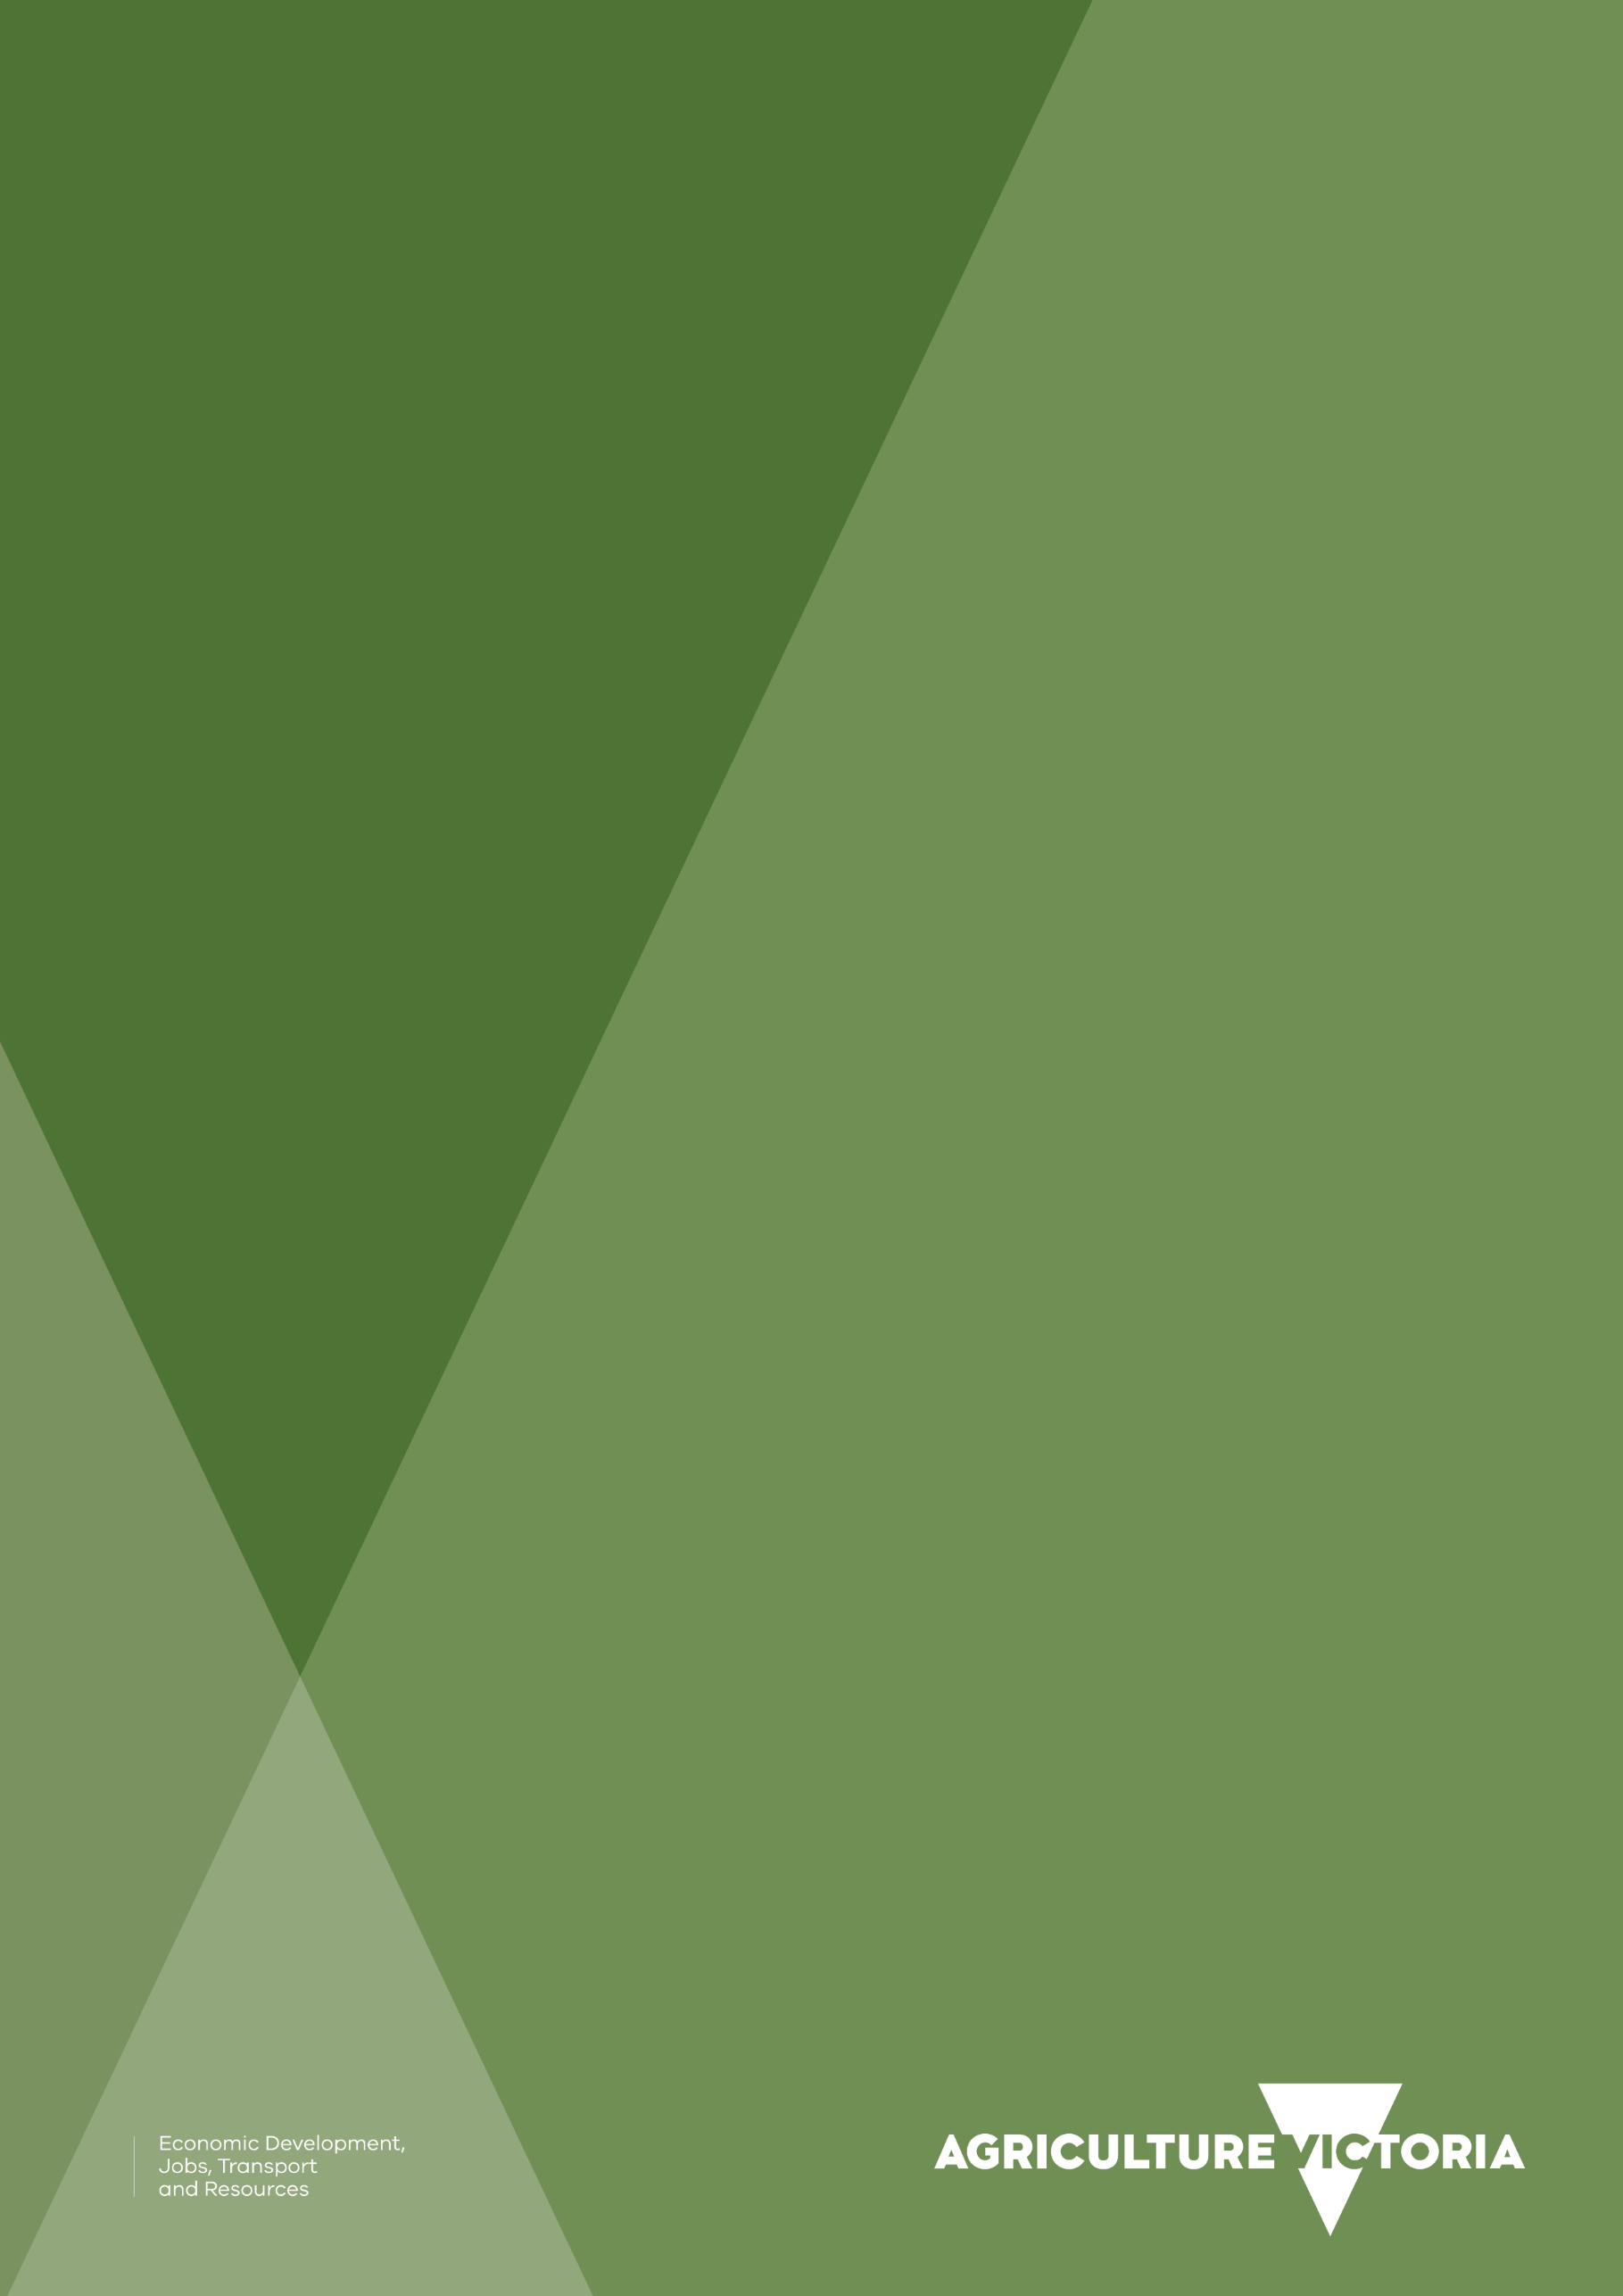 Economic Development,
Jobs, Transport
and Resources
AGRICULTURE VICTORIA